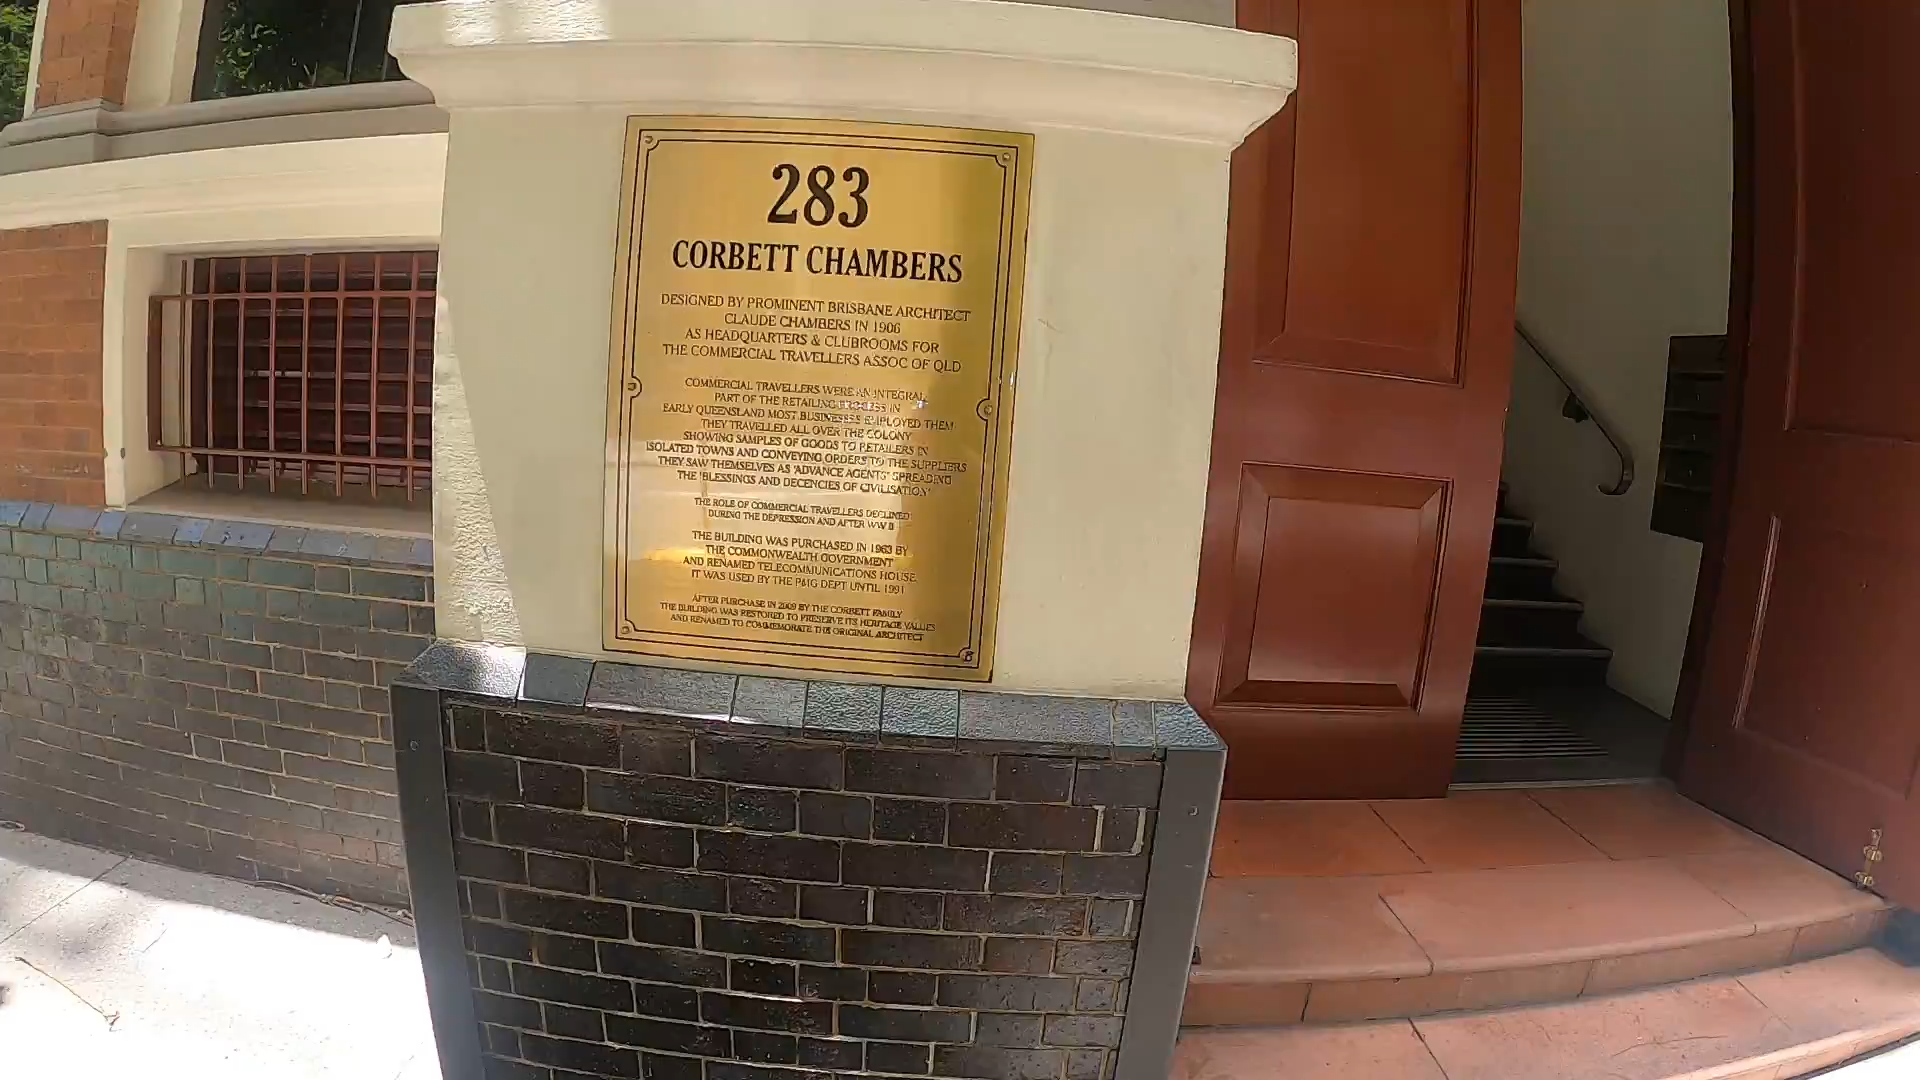 283
CORBETT CHAMBERS
DESIGNED BY PROMINENT BRISBANE ARCHITECT
CLAUDE CHAMBERS IN 1906
AS HEADQUARTERS & CLUBROOMS FOR
THE COMMERCIAL TRAVELLERS ASSOC OF QLD
COMMERCIAL TRAVELLERS WERE AN INTEGRAL
PART OF THE RETAILING PROCESS IN
EARLY QUEENSLAND MOST BUSINESSES EMPLOYED THEM
THEY TRAVELLED ALL OVER THE COLONY
SHOWING SAMPLES OF GOODS TO RETAILERS IN
ISOLATED TOWNS AND CONVEYING ORDERS TO THE SUPPLIERS
THEY SAW THEMSELVES AS 'ADVANCE AGENTS' SPREADING
THE 'BLESSINGS AND DECENCIES OF CIVILISATION'
THE ROLE OF COMMERCIAL TRAVELLERS DECLINED
DURING THE DEPRESSION AND AFTER WW II
THE BUILDING WAS PURCHASED IN 1963 BY
THE COMMONWEALTH GOVERNMENT
AND RENAMED TELECOMMUNICATIONS HOUSE
IT WAS USED BY THE PMG DEPT UNTIL 1991
AFTER PURCHASE IN 2009 BY THE CORBETT FAMILY
THE BUILDING WAS RESTORED TO PRESERVE ITS HERITAGE VALUES
AND RENAMED TO COMMEMORATE THE ORIGINAL ARCHITECT